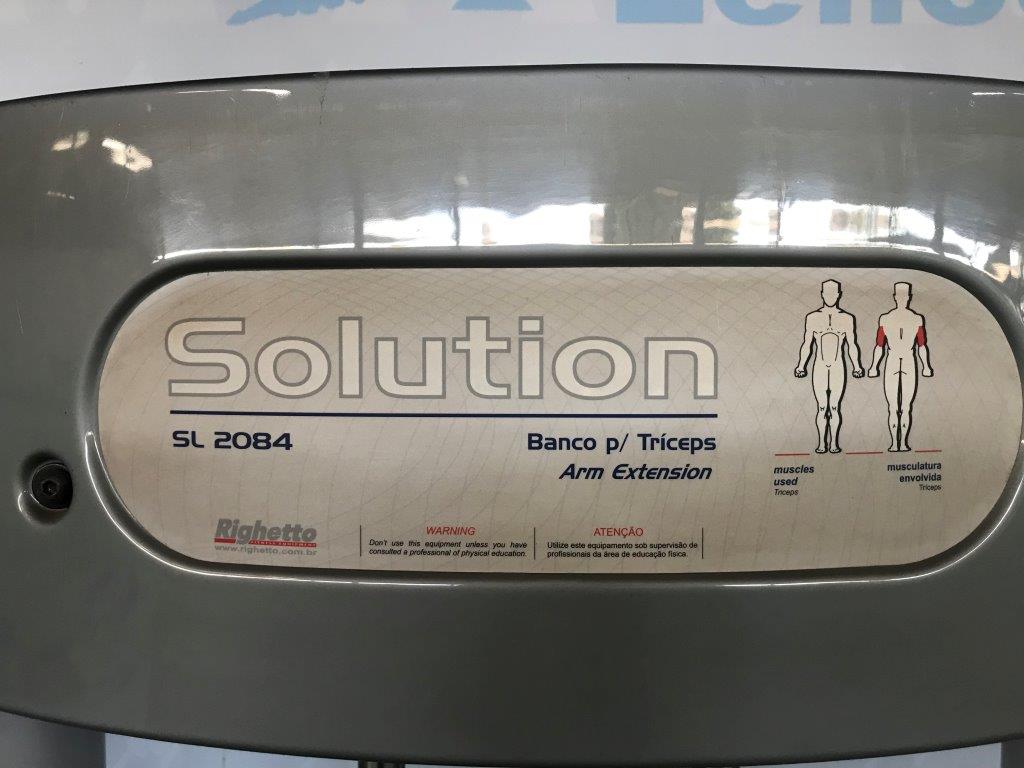 Solution
SL 2084
Banco p/ Tríceps
Arm Extension
muscles
used
Triceps
musculatura
envolvida
Tríceps
Righetto
FITNESS EQUIPMENT
www.righetto.com.br
WARNING
Don't use this equipment unless you have
consulted a professional of physical education.
ATENÇÃO
Utilize este equipamento sob supervisão de
profissionais da área de educação física.